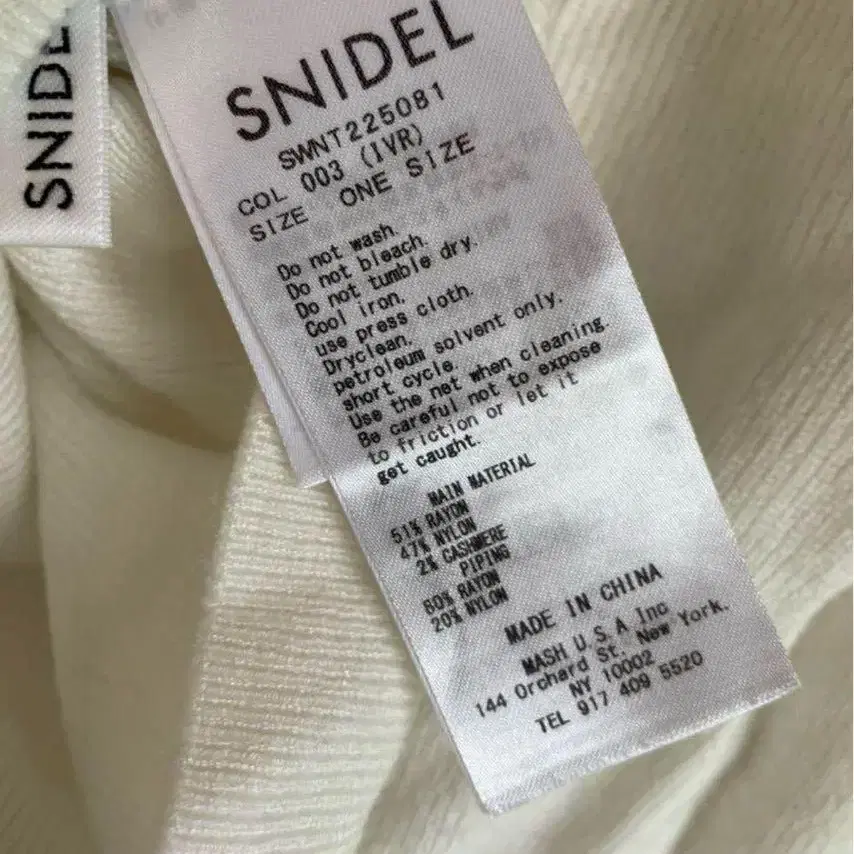 SNIDEL
SWNT225081
COL 003 (IVR)
SIZE ONE SIZE
Do not wash.
Do not bleach.
Do not tumble dry.
Cool iron.
use press cloth.
Dryclean.
petroleum solvent only.
short cycle.
Use the net when cleaning.
Be careful not to expose
to friction or let it
get caught.
MAIN MATERIAL
51% RAYON
47% NYLON
2% CASHMERE
PIPING
80% RAYON
20% NYLON
MADE IN CHINA
MASH U.S.A Inc
144 Orchard St. New York.
NY 10002
TEL 917 409 5520
SNIDE